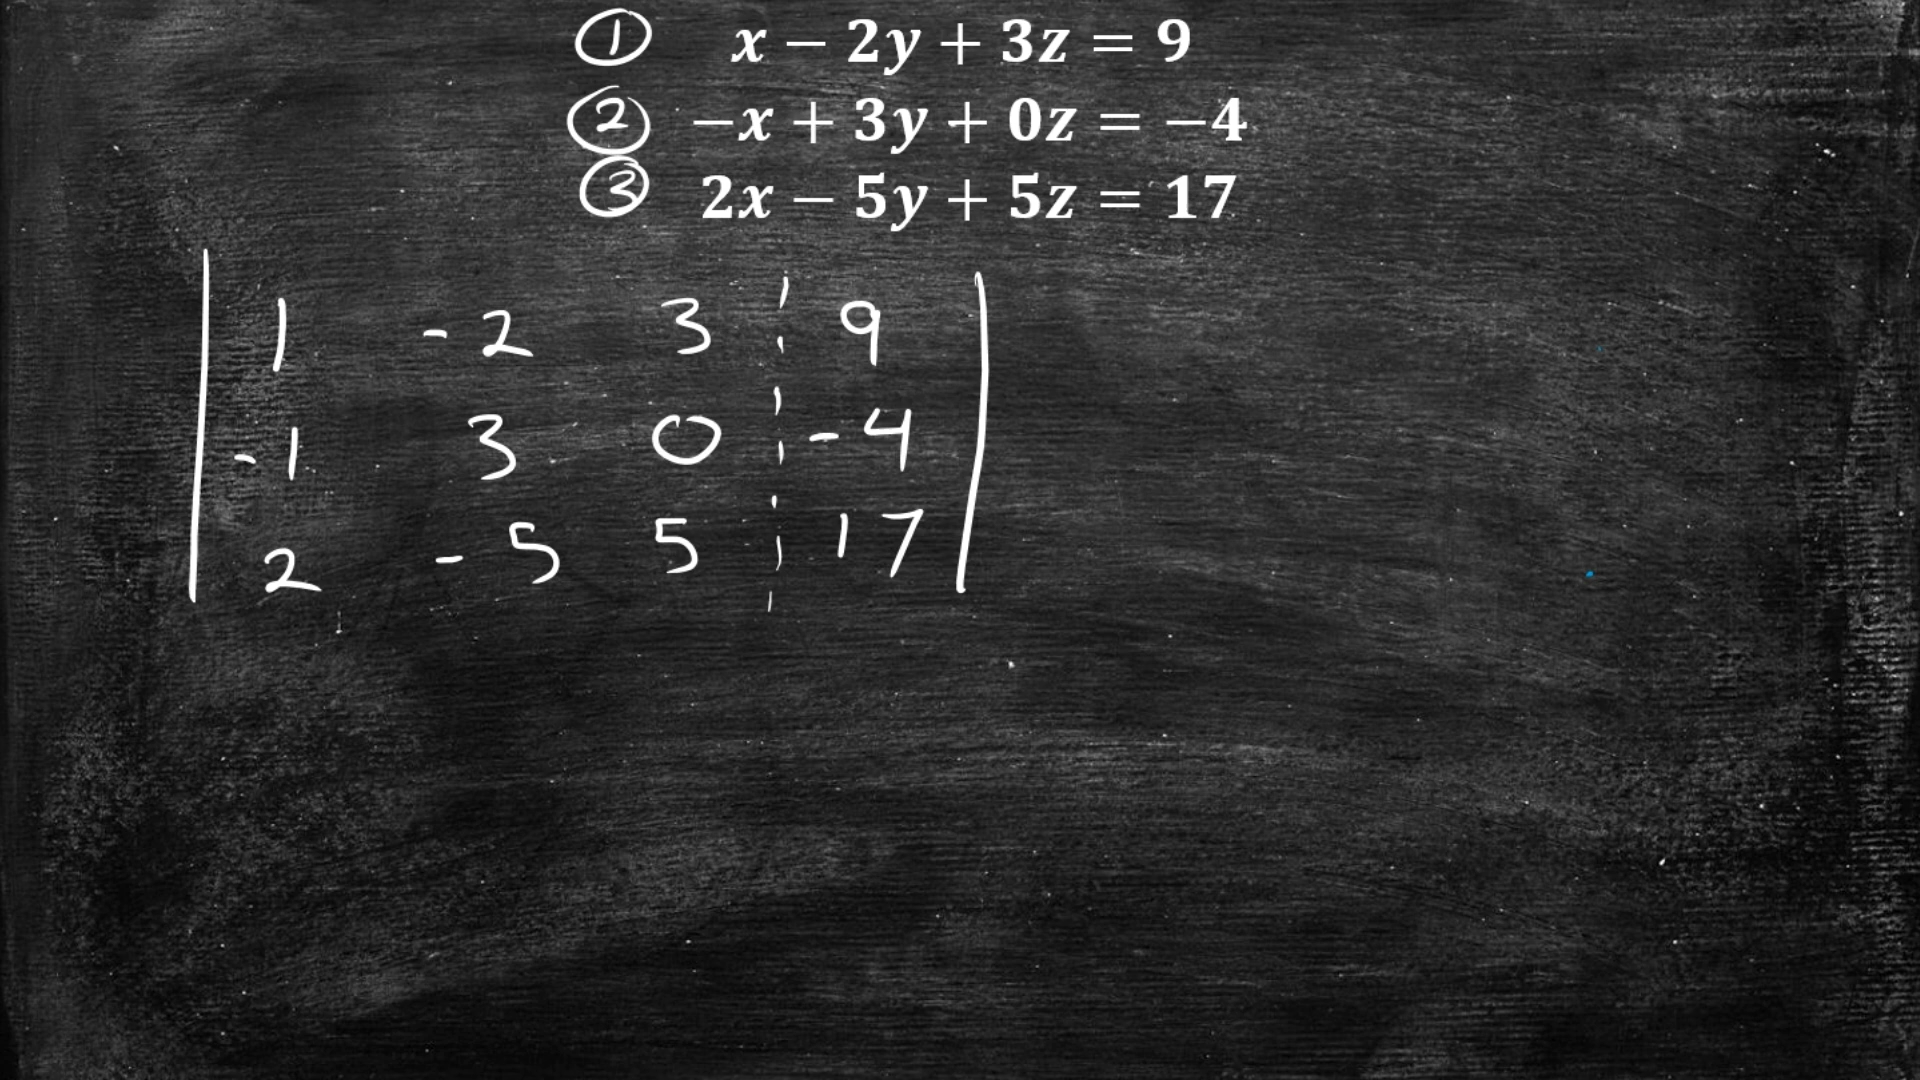 ① x − 2y + 3z = 9
② −x + 3y + 0z = −4
③ 2x − 5y + 5z = 17
1 -2 3 9
-1 3 0 -4
2 -5 5 17